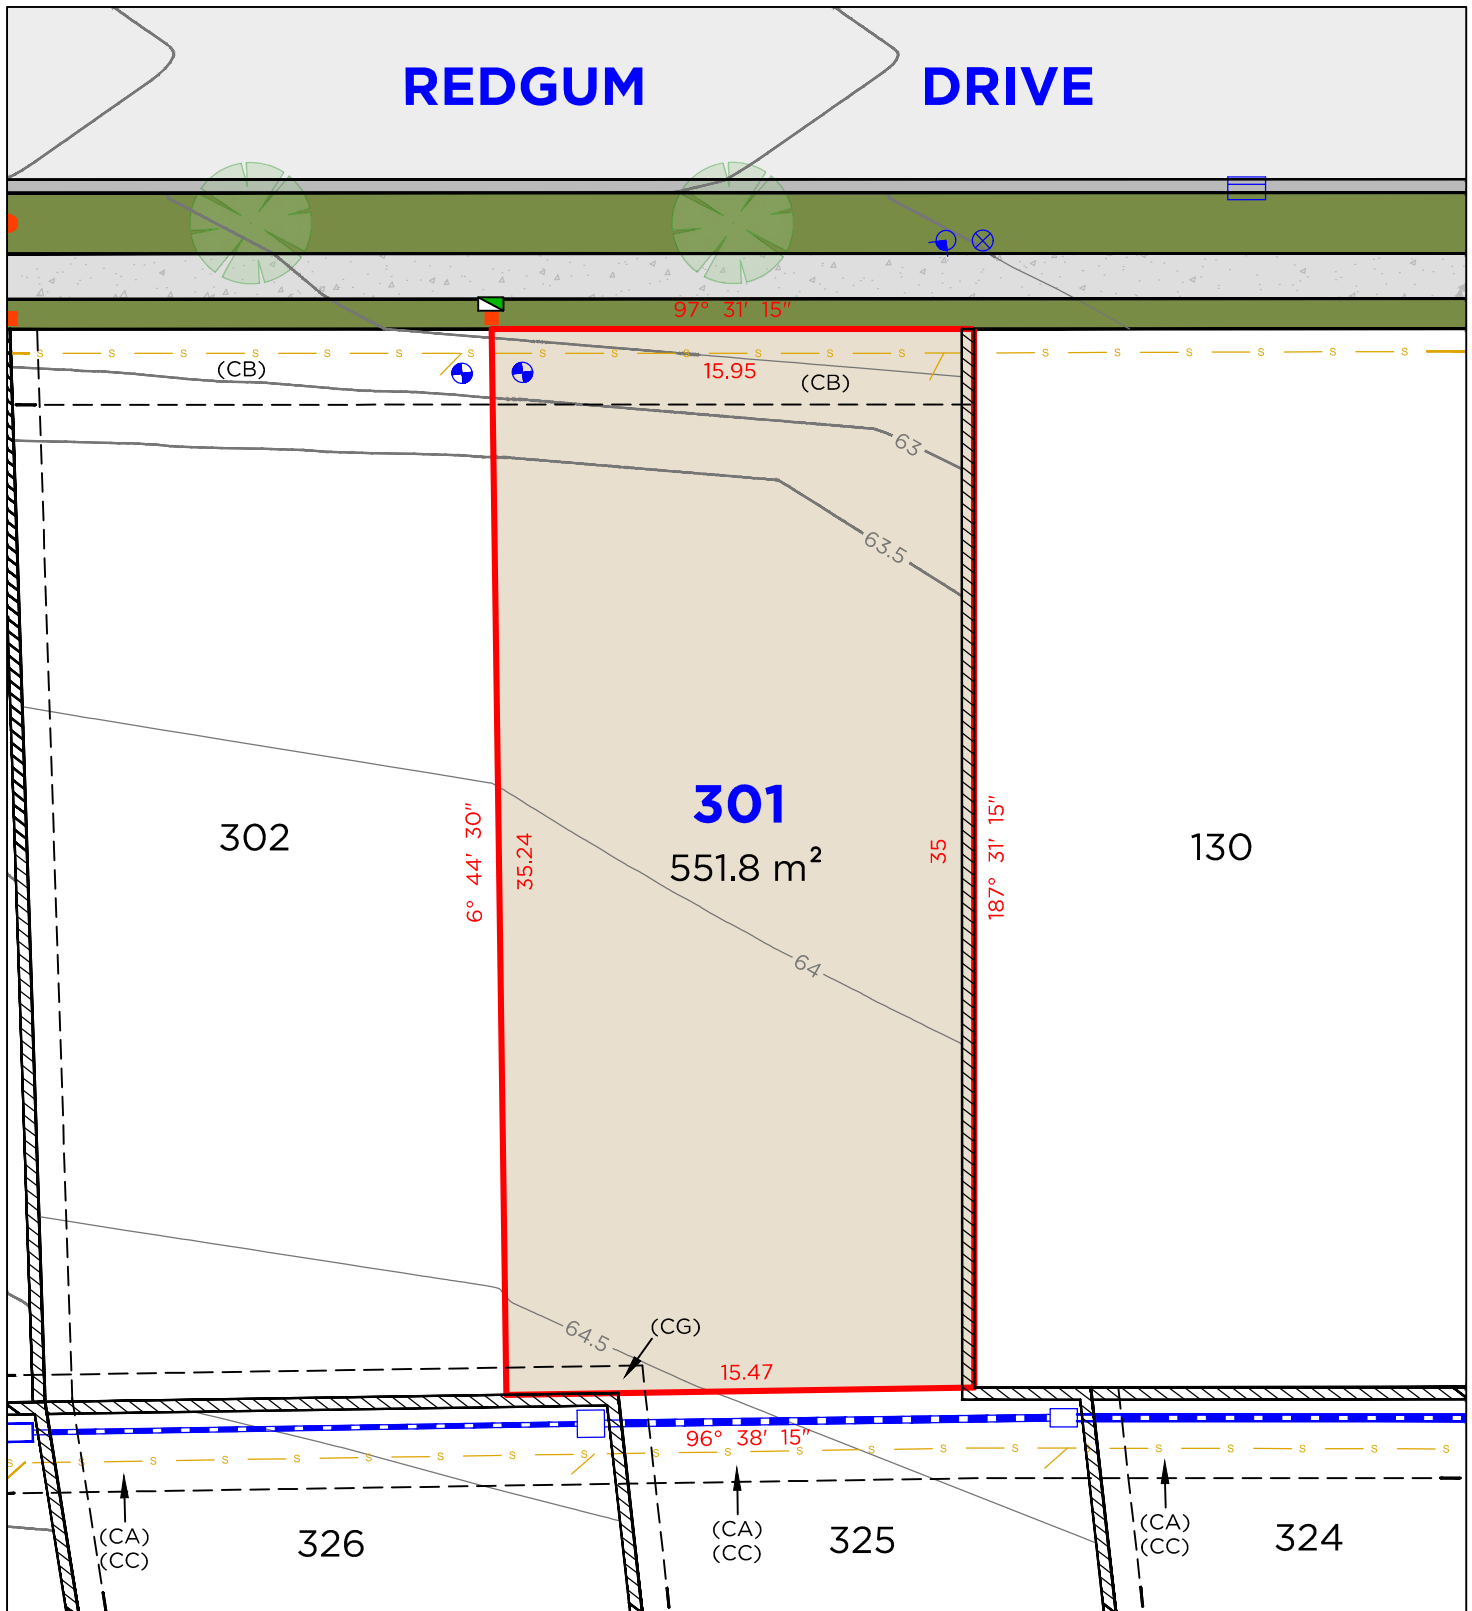 REDGUM DRIVE
97° 31' 15"
S S S S S S S S S S S S S S S S S S S
(CB)
15.95
(CB)
63
63.5
301
302
551.8 m²
130
6° 44' 30"
35.24
35
187° 31' 15"
64
64.5
(CG)
15.47
96° 38' 15"
S S S S S S S S S S S S S S S
(CA)
(CC)
326
(CA)
(CC)
325
(CA)
(CC)
324